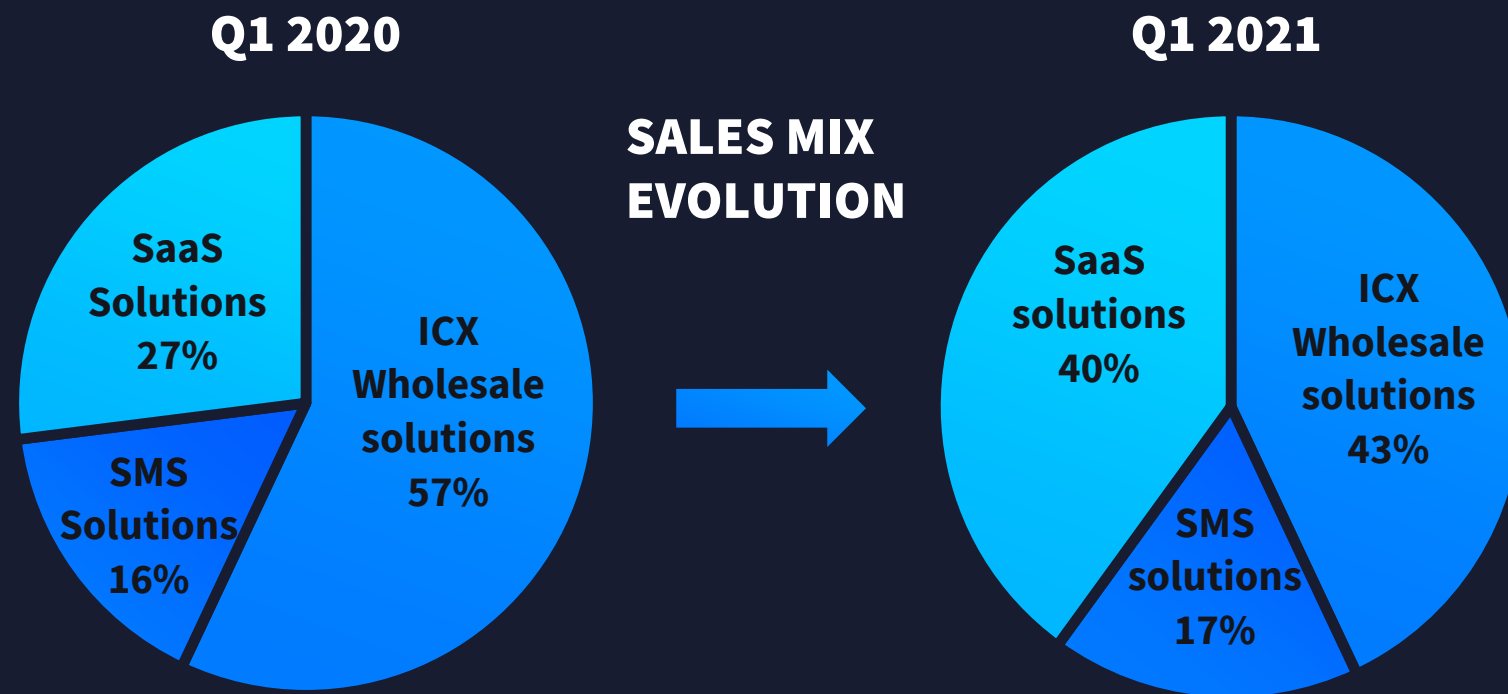 Q1 2020
SaaS
Solutions
27%
SMS
Solutions
16%
ICX
Wholesale
solutions
57%
SALES MIX
EVOLUTION
Q1 2021
SaaS
solutions
40%
SMS
solutions
17%
ICX
Wholesale
solutions
43%